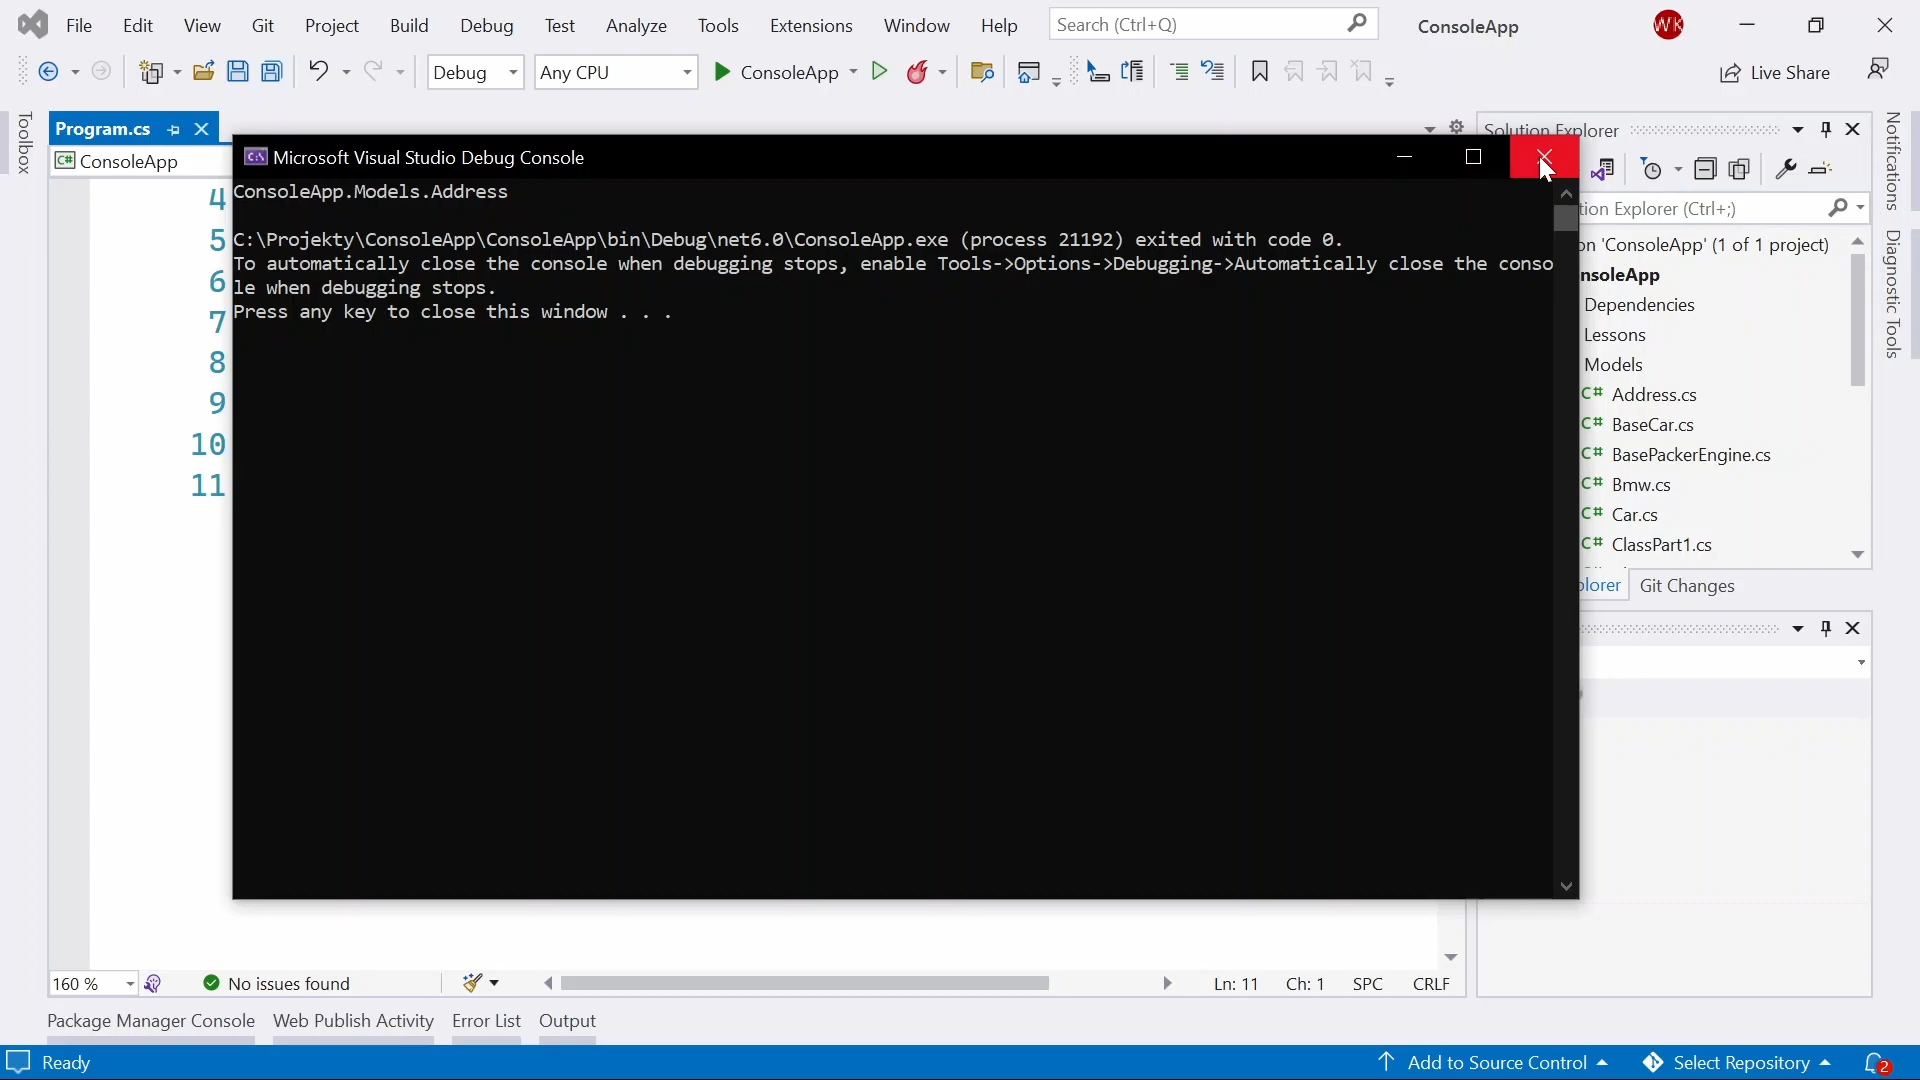 File Edit View Git Project Build Debug Test Analyze Tools Extensions Window Help Search (Ctrl+Q) ConsoleApp WK
Debug Any CPU ConsoleApp Live Share
Toolbox
Program.cs
Solution Explorer
Notifications
Diagnostic Tools
C# ConsoleApp
C:\ Microsoft Visual Studio Debug Console
4
5
6
7
8
9
10
11
ConsoleApp.Models.Address
C:\Projekty\ConsoleApp\ConsoleApp\bin\Debug\net6.0\ConsoleApp.exe (process 21192) exited with code 0.
To automatically close the console when debugging stops, enable Tools->Options->Debugging->Automatically close the conso
le when debugging stops.
Press any key to close this window . . .
tion Explorer (Ctrl+;)
on 'ConsoleApp' (1 of 1 project)
nsoleApp
Dependencies
Lessons
Models
C# Address.cs
C# BaseCar.cs
C# BasePackerEngine.cs
C# Bmw.cs
C# Car.cs
C# ClassPart1.cs
plorer Git Changes
160 % No issues found Ln: 11 Ch: 1 SPC CRLF
Package Manager Console Web Publish Activity Error List Output
Ready Add to Source Control Select Repository 2